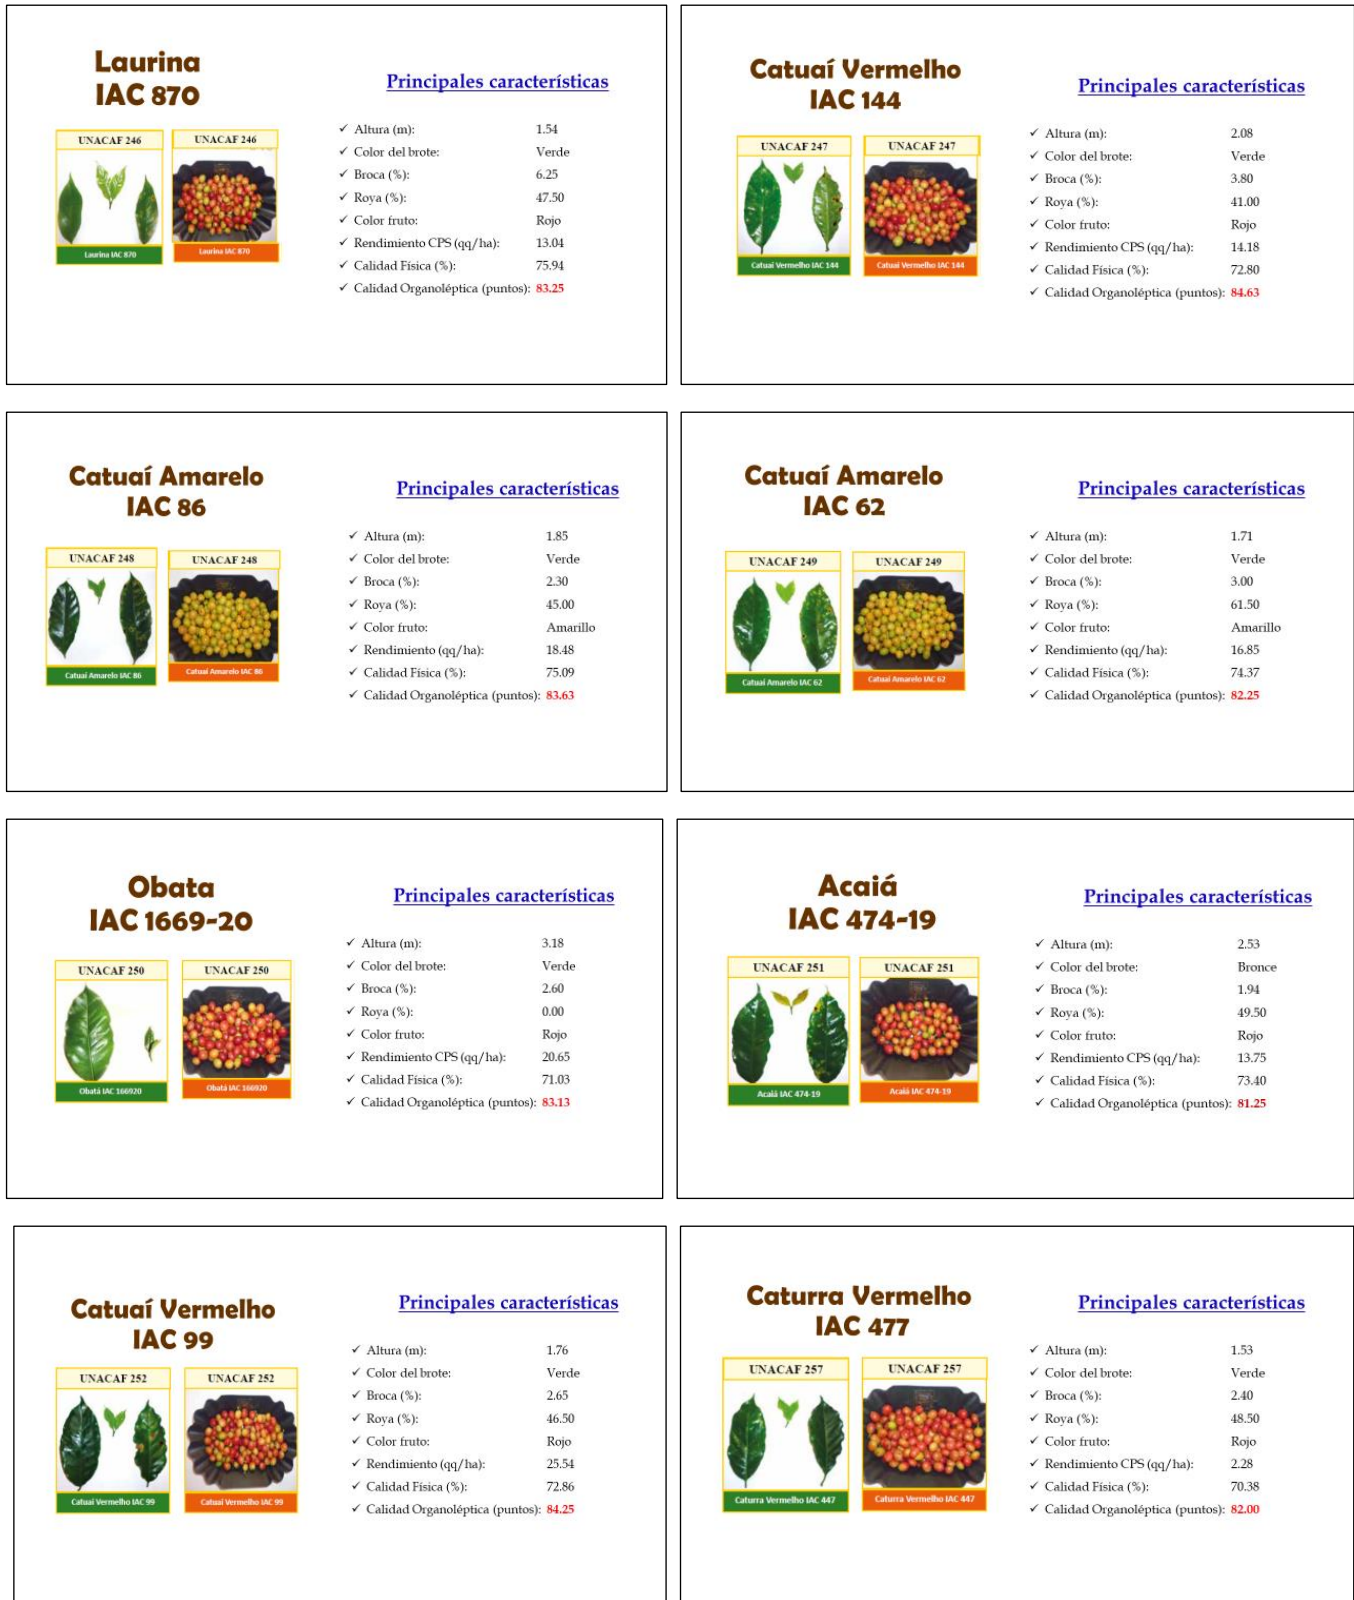 Laurina
IAC 870
UNACAF 246
UNACAF 246
Laurina IAC 870
Laurina IAC 870
Principales características
✓ Altura (m): 1.54
✓ Color del brote: Verde
✓ Broca (%): 6.25
✓ Roya (%): 47.50
✓ Color fruto: Rojo
✓ Rendimiento CPS (qq/ha): 13.04
✓ Calidad Física (%): 75.94
✓ Calidad Organoléptica (puntos): 83.25
Catuaí Vermelho
IAC 144
UNACAF 247
UNACAF 247
Catuaí Vermelho IAC 144
Catuaí Vermelho IAC 144
Principales características
✓ Altura (m): 2.08
✓ Color del brote: Verde
✓ Broca (%): 3.80
✓ Roya (%): 41.00
✓ Color fruto: Rojo
✓ Rendimiento CPS (qq/ha): 14.18
✓ Calidad Física (%): 72.80
✓ Calidad Organoléptica (puntos): 84.63
Catuaí Amarelo
IAC 86
UNACAF 248
UNACAF 248
Catuaí Amarelo IAC 86
Catuaí Amarelo IAC 86
Principales características
✓ Altura (m): 1.85
✓ Color del brote: Verde
✓ Broca (%): 2.30
✓ Roya (%): 45.00
✓ Color fruto: Amarillo
✓ Rendimiento (qq/ha): 18.48
✓ Calidad Física (%): 75.09
✓ Calidad Organoléptica (puntos): 83.63
Catuaí Amarelo
IAC 62
UNACAF 249
UNACAF 249
Catuaí Amarelo IAC 62
Catuaí Amarelo IAC 62
Principales características
✓ Altura (m): 1.71
✓ Color del brote: Verde
✓ Broca (%): 3.00
✓ Roya (%): 61.50
✓ Color fruto: Amarillo
✓ Rendimiento (qq/ha): 16.85
✓ Calidad Física (%): 74.37
✓ Calidad Organoléptica (puntos): 82.25
Obata
IAC 1669-20
UNACAF 250
UNACAF 250
Obatá IAC 166920
Obatá IAC 166920
Principales características
✓ Altura (m): 3.18
✓ Color del brote: Verde
✓ Broca (%): 2.60
✓ Roya (%): 0.00
✓ Color fruto: Rojo
✓ Rendimiento CPS (qq/ha): 20.65
✓ Calidad Física (%): 71.03
✓ Calidad Organoléptica (puntos): 83.13
Acaiá
IAC 474-19
UNACAF 251
UNACAF 251
Acaiá IAC 474-19
Acaiá IAC 474-19
Principales características
✓ Altura (m): 2.53
✓ Color del brote: Bronce
✓ Broca (%): 1.94
✓ Roya (%): 49.50
✓ Color fruto: Rojo
✓ Rendimiento CPS (qq/ha): 13.75
✓ Calidad Física (%): 73.40
✓ Calidad Organoléptica (puntos): 81.25
Catuaí Vermelho
IAC 99
UNACAF 252
UNACAF 252
Catuaí Vermelho IAC 99
Catuaí Vermelho IAC 99
Principales características
✓ Altura (m): 1.76
✓ Color del brote: Verde
✓ Broca (%): 2.65
✓ Roya (%): 46.50
✓ Color fruto: Rojo
✓ Rendimiento (qq/ha): 25.54
✓ Calidad Física (%): 72.86
✓ Calidad Organoléptica (puntos): 84.25
Caturra Vermelho
IAC 477
UNACAF 257
UNACAF 257
Caturra Vermelho IAC 447
Caturra Vermelho IAC 447
Principales características
✓ Altura (m): 1.53
✓ Color del brote: Verde
✓ Broca (%): 2.40
✓ Roya (%): 48.50
✓ Color fruto: Rojo
✓ Rendimiento CPS (qq/ha): 2.28
✓ Calidad Física (%): 70.38
✓ Calidad Organoléptica (puntos): 82.00